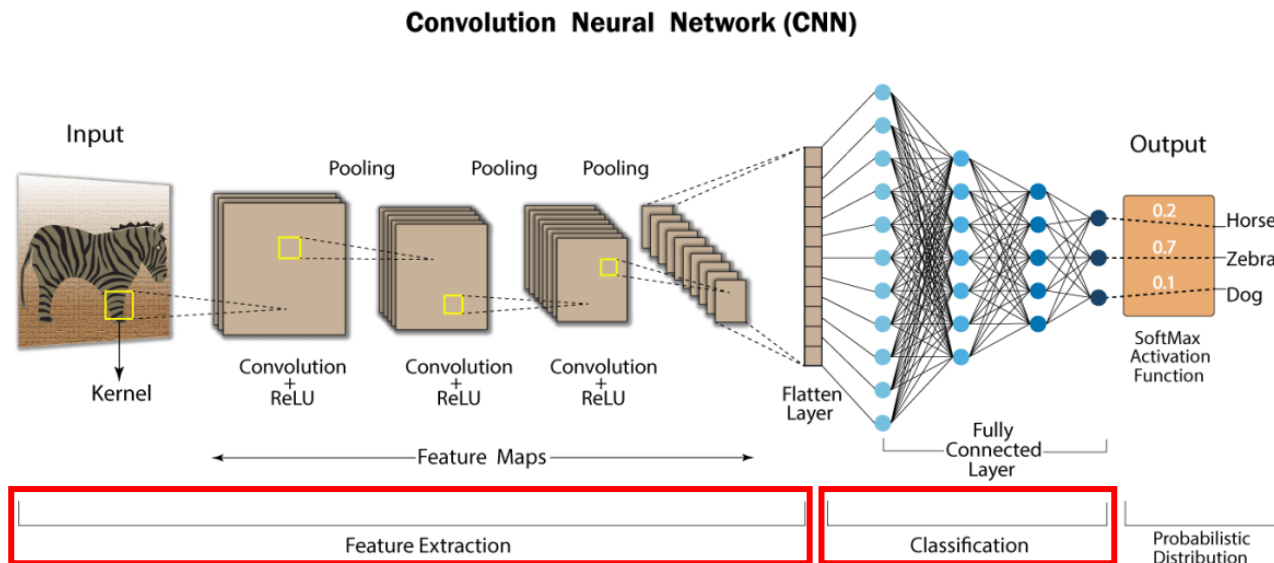 Convolution Neural Network (CNN)
Input
Pooling
Pooling
Pooling
Output
0.2
Horse
0.7
Zebra
0.1
Dog
Kernel
Convolution
+
ReLU
Convolution
+
ReLU
Convolution
+
ReLU
Flatten
Layer
SoftMax
Activation
Function
Fully
Connected
Layer
Feature Maps
Feature Extraction
Classification
Probabilistic
Distribution